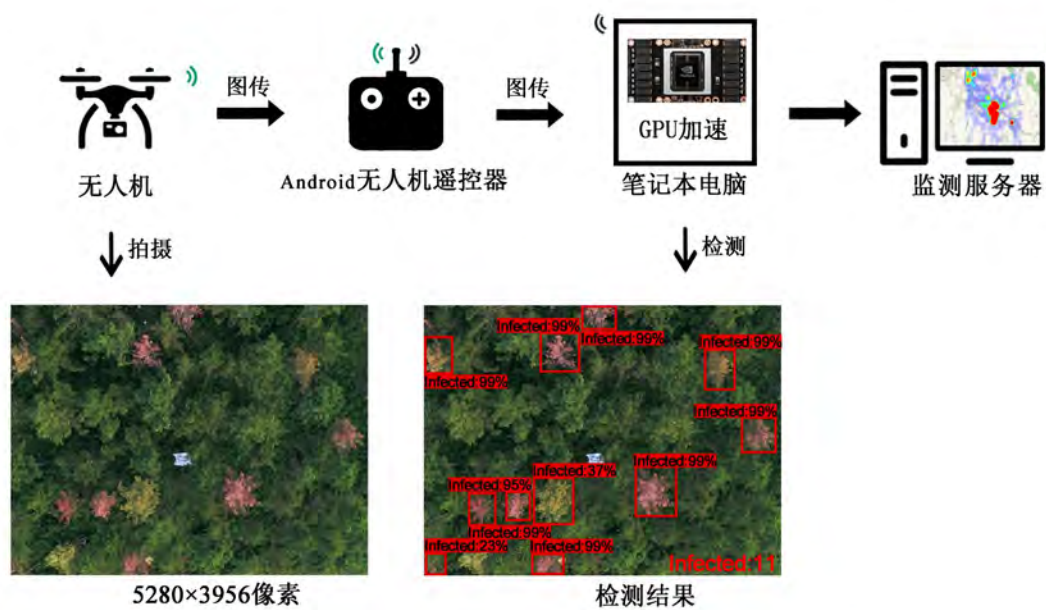 图传
图传
GPU加速
无人机
Android无人机遥控器
笔记本电脑
监测服务器
拍摄
检测
Infected:99%
Infected:99%
Infected:99%
Infected:99%
Infected:99%
Infected:37%
Infected:99%
Infected:95%
Infected:99%
Infected:23%
Infected:99%
Infected:11
5280×3956像素
检测结果